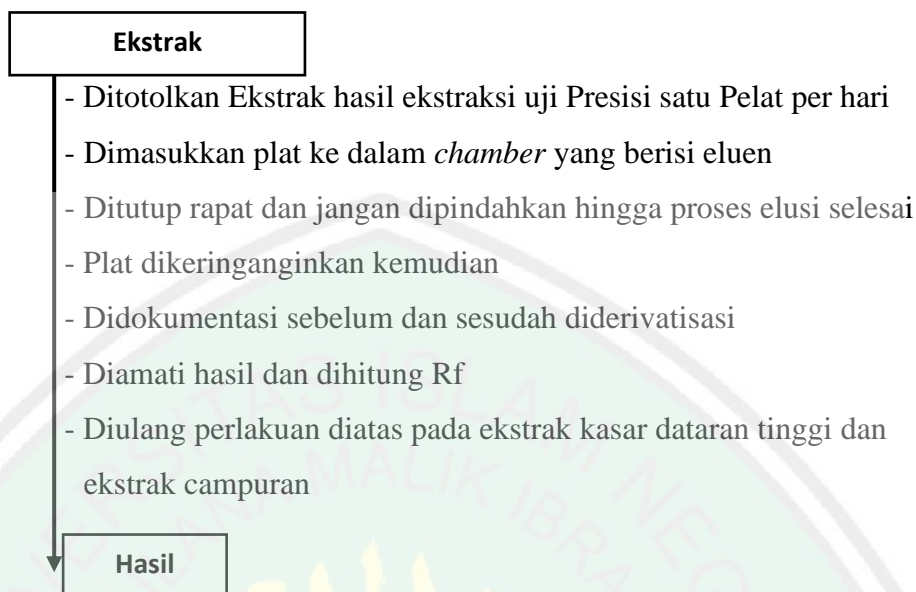 Ekstrak
- Ditotolkan Ekstrak hasil ekstraksi uji Presisi satu Pelat per hari
- Dimasukkan plat ke dalam chamber yang berisi eluen
- Ditutup rapat dan jangan dipindahkan hingga proses elusi selesai
- Plat dikeringanginkan kemudian
- Didokumentasi sebelum dan sesudah diderivatisasi
- Diamati hasil dan dihitung Rf
- Diulang perlakuan diatas pada ekstrak kasar dataran tinggi dan
ekstrak campuran
Hasil